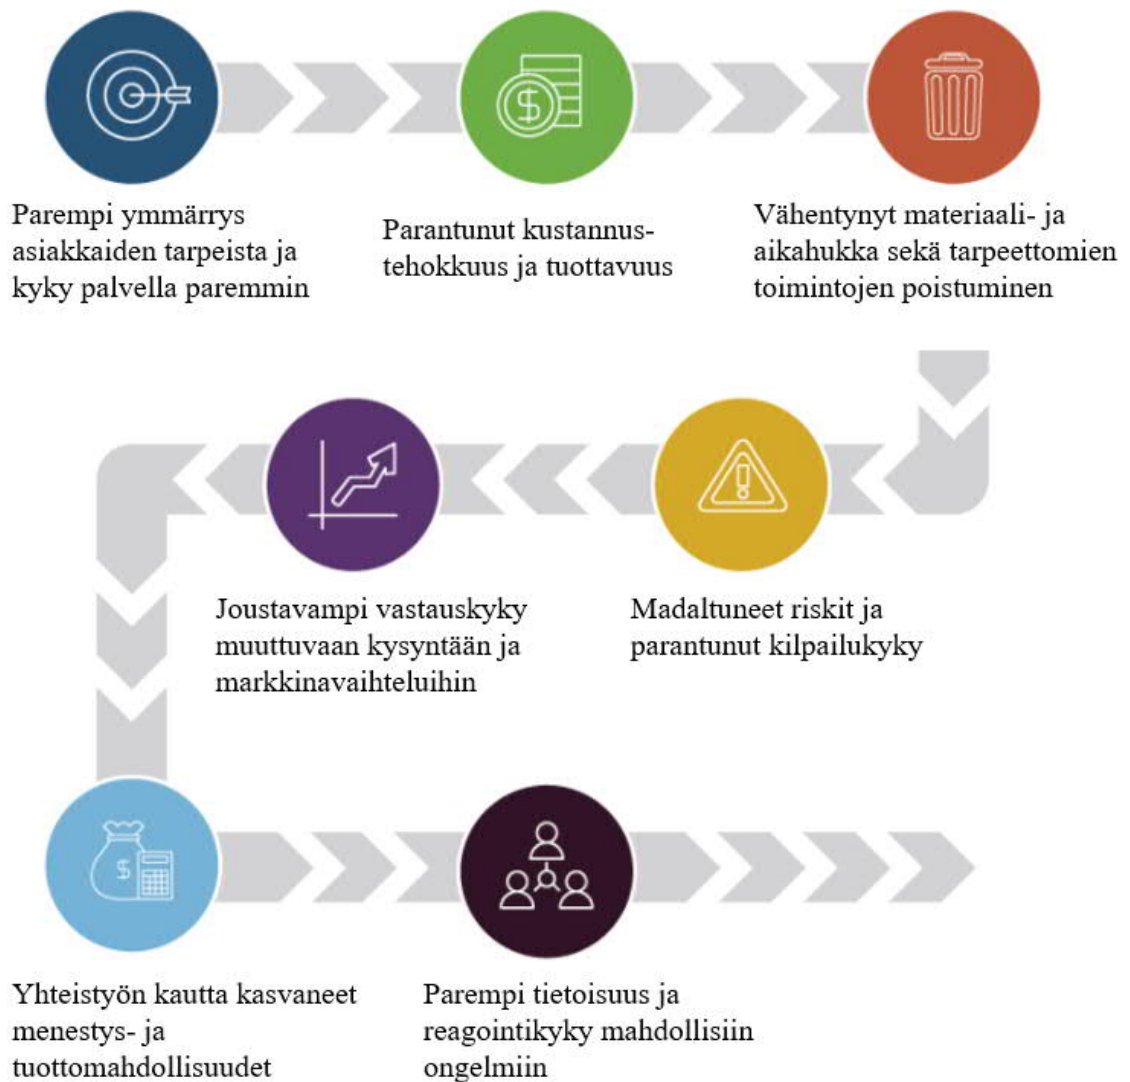 Parempi ymmärrys
asiakkaiden tarpeista ja
kyky palvella paremmin
Parantunut kustannus-
tehokkuus ja tuottavuus
Vähentynyt materiaali- ja
aikahukka sekä tarpeettomien
toimintojen poistuminen
Madaltuneet riskit ja
parantunut kilpailukyky
Joustavampi vastauskyky
muuttuvaan kysyntään ja
markkinavaihteluihin
Yhteistyön kautta kasvaneet
menestys- ja
tuottomahdollisuudet
Parempi tietoisuus ja
reagointikyky mahdollisiin
ongelmiin